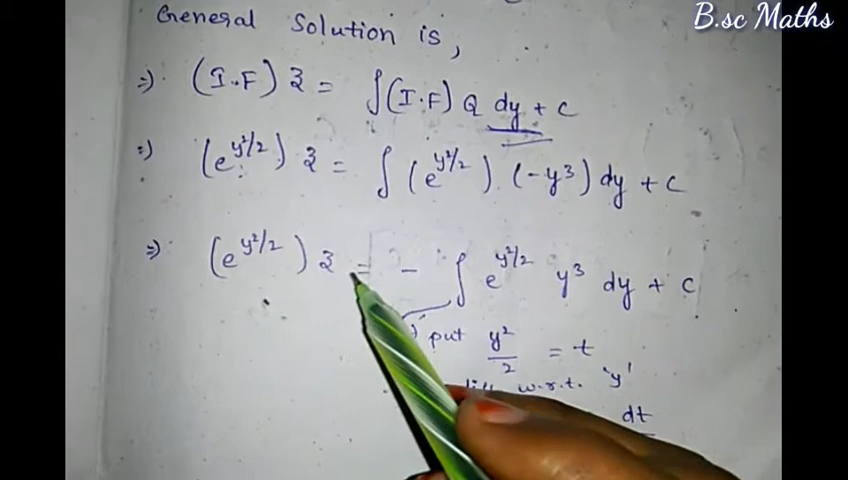 B.sc Maths
General Solution is,
=) (I.F) z = ∫(I.F) Q dy + c
=) (e^{y²/2}) z = ∫ (e^{y²/2}) · (-y³) dy + c
=) (e^{y²/2}) z = - ∫ e^{y²/2} y³ dy + c
put y²/2 = t
w.r.t. 'y'
dt